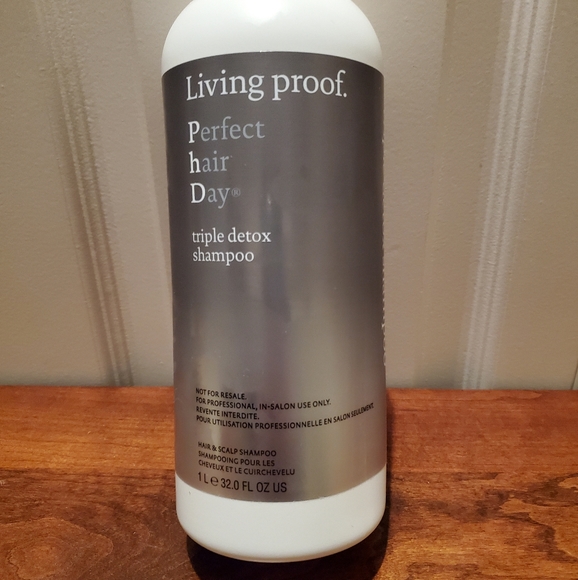 Living proof.
Perfect
hair
Day®
triple detox
shampoo
NOT FOR RESALE.
FOR PROFESSIONAL, IN-SALON USE ONLY.
REVENTE INTERDITE.
POUR UTILISATION PROFESSIONNELLE EN SALON SEULEMENT.
HAIR & SCALP SHAMPOO
SHAMPOOING POUR LES
CHEVEUX ET LE CUIRCHEVELU
1 L ℮ 32.0 FL OZ US